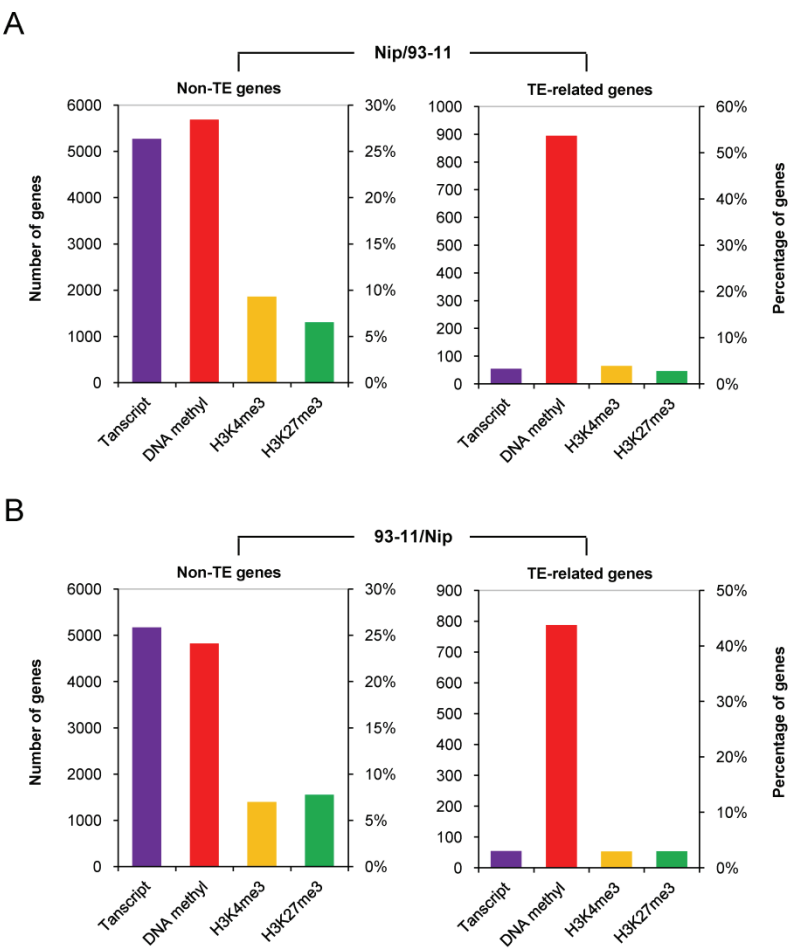 A
Nip/93-11
Non-TE genes
TE-related genes
Number of genes
6000
5000
4000
3000
2000
1000
0
30%
25%
20%
15%
10%
5%
0%
1000
900
800
700
600
500
400
300
200
100
0
60%
50%
40%
30%
20%
10%
0%
Percentage of genes
Tanscript
DNA methyl
H3K4me3
H3K27me3
Tanscript
DNA methyl
H3K4me3
H3K27me3
B
93-11/Nip
Non-TE genes
TE-related genes
Number of genes
6000
5000
4000
3000
2000
1000
0
30%
25%
20%
15%
10%
5%
0%
900
800
700
600
500
400
300
200
100
0
50%
40%
30%
20%
10%
0%
Percentage of genes
Tanscript
DNA methyl
H3K4me3
H3K27me3
Tanscript
DNA methyl
H3K4me3
H3K27me3